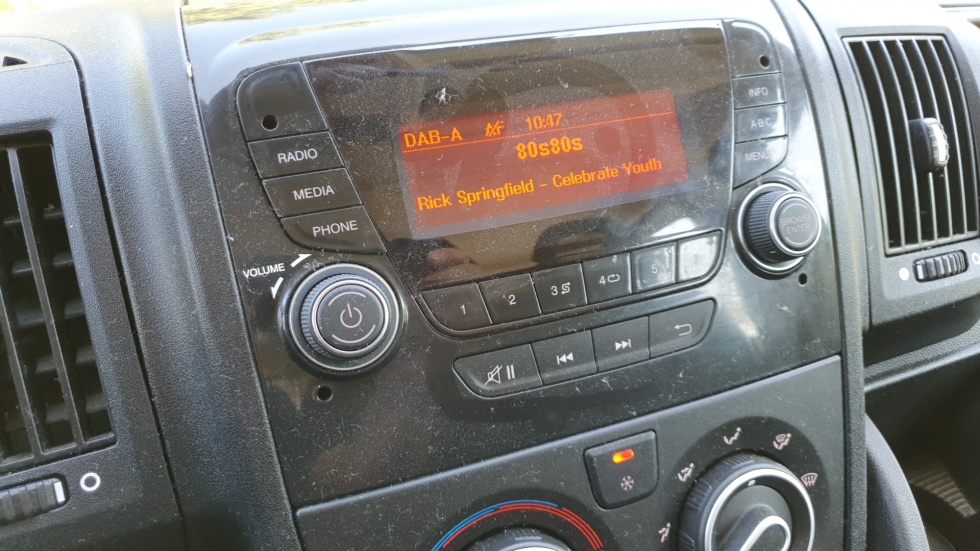 DAB-A AF 10:47
80s80s
Rick Springfield - Celebrate Youth
RADIO
MEDIA
PHONE
VOLUME
INFO
A B C
MENU
BROWSE
ENTER
1 2 3 4 5